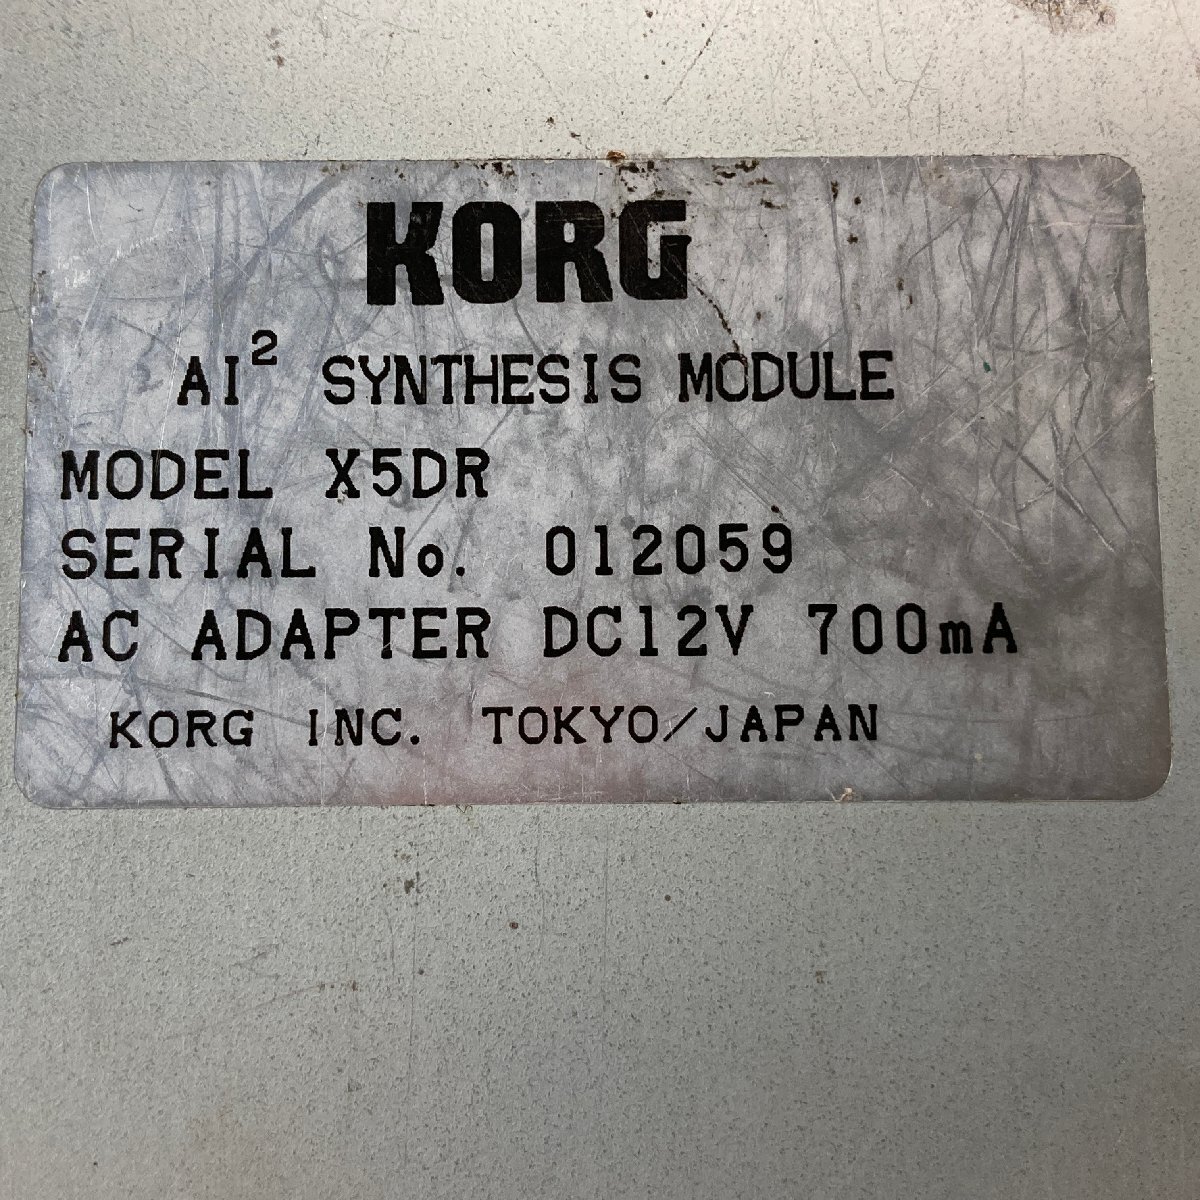 KORG
AI² SYNTHESIS MODULE
MODEL X5DR
SERIAL No. 012059
AC ADAPTER DC12V 700mA
KORG INC. TOKYO/JAPAN